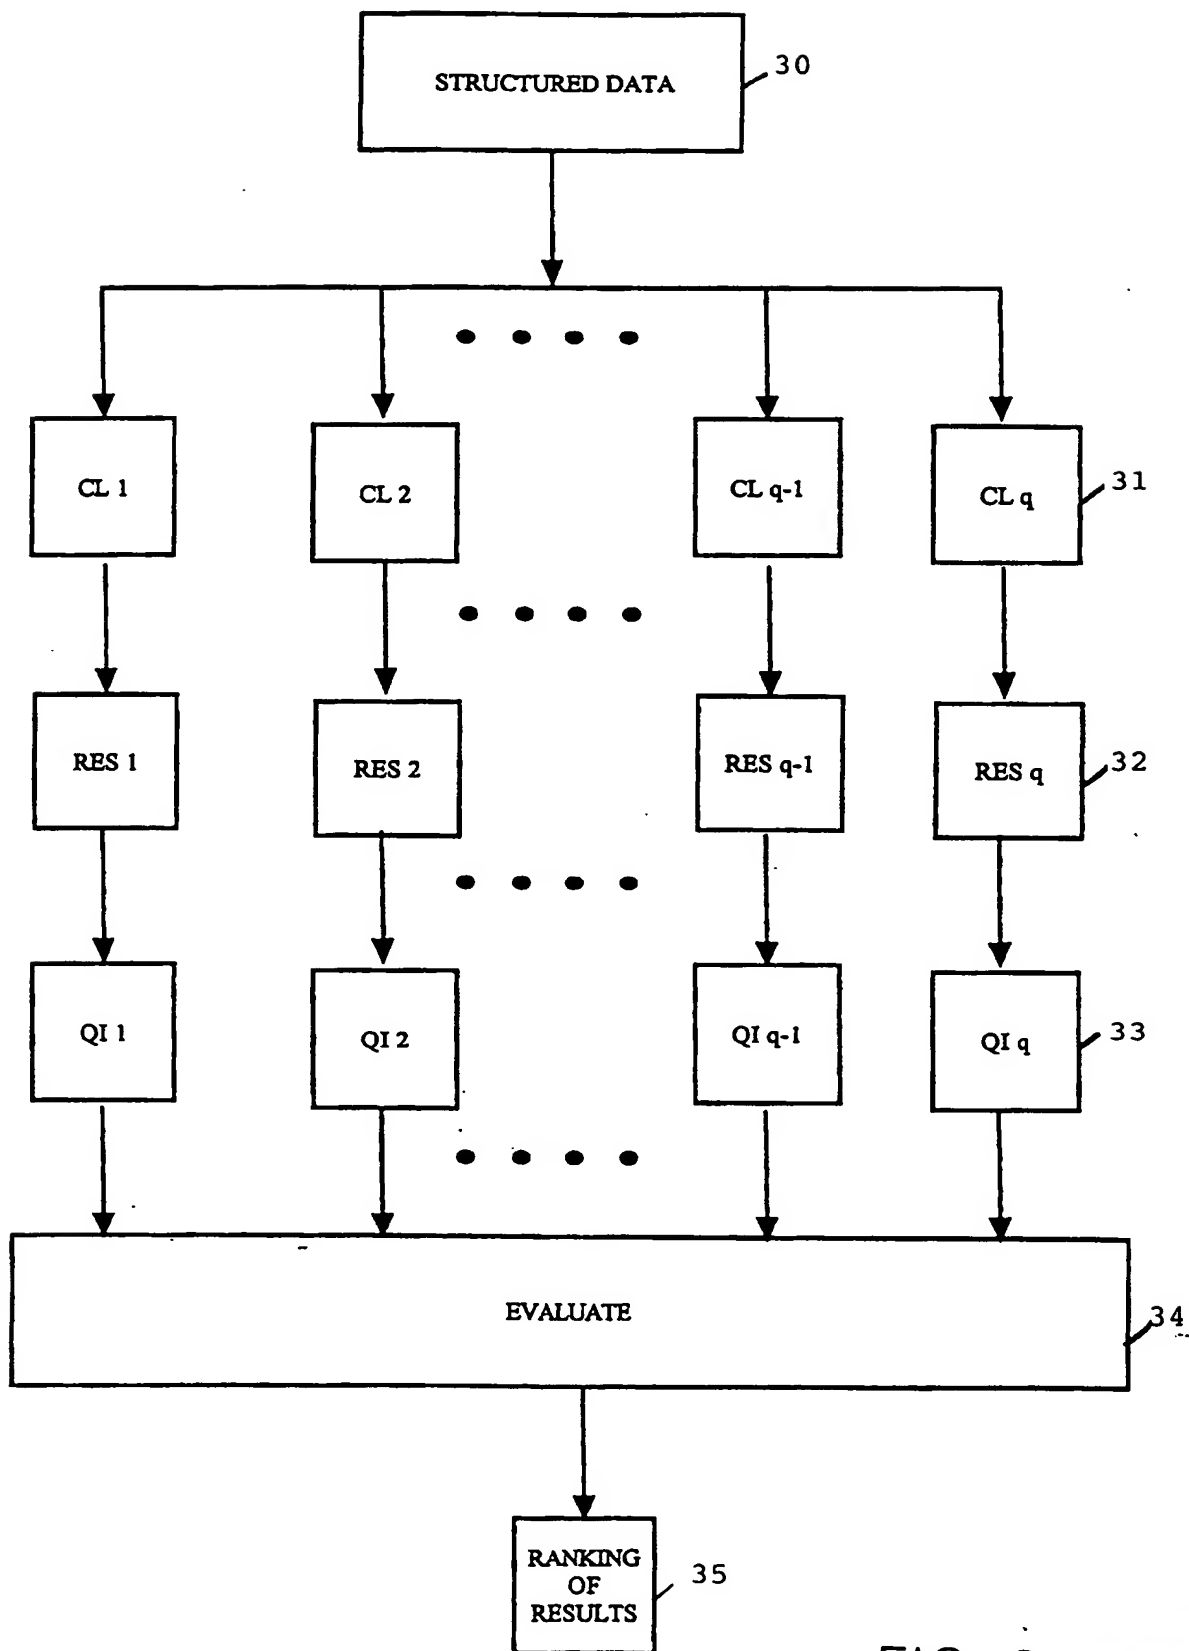 STRUCTURED DATA
30
CL 1
CL 2
CL q-1
CL q
31
RES 1
RES 2
RES q-1
RES q
32
QI 1
QI 2
QI q-1
QI q
33
EVALUATE
34
RANKING
OF
RESULTS
35